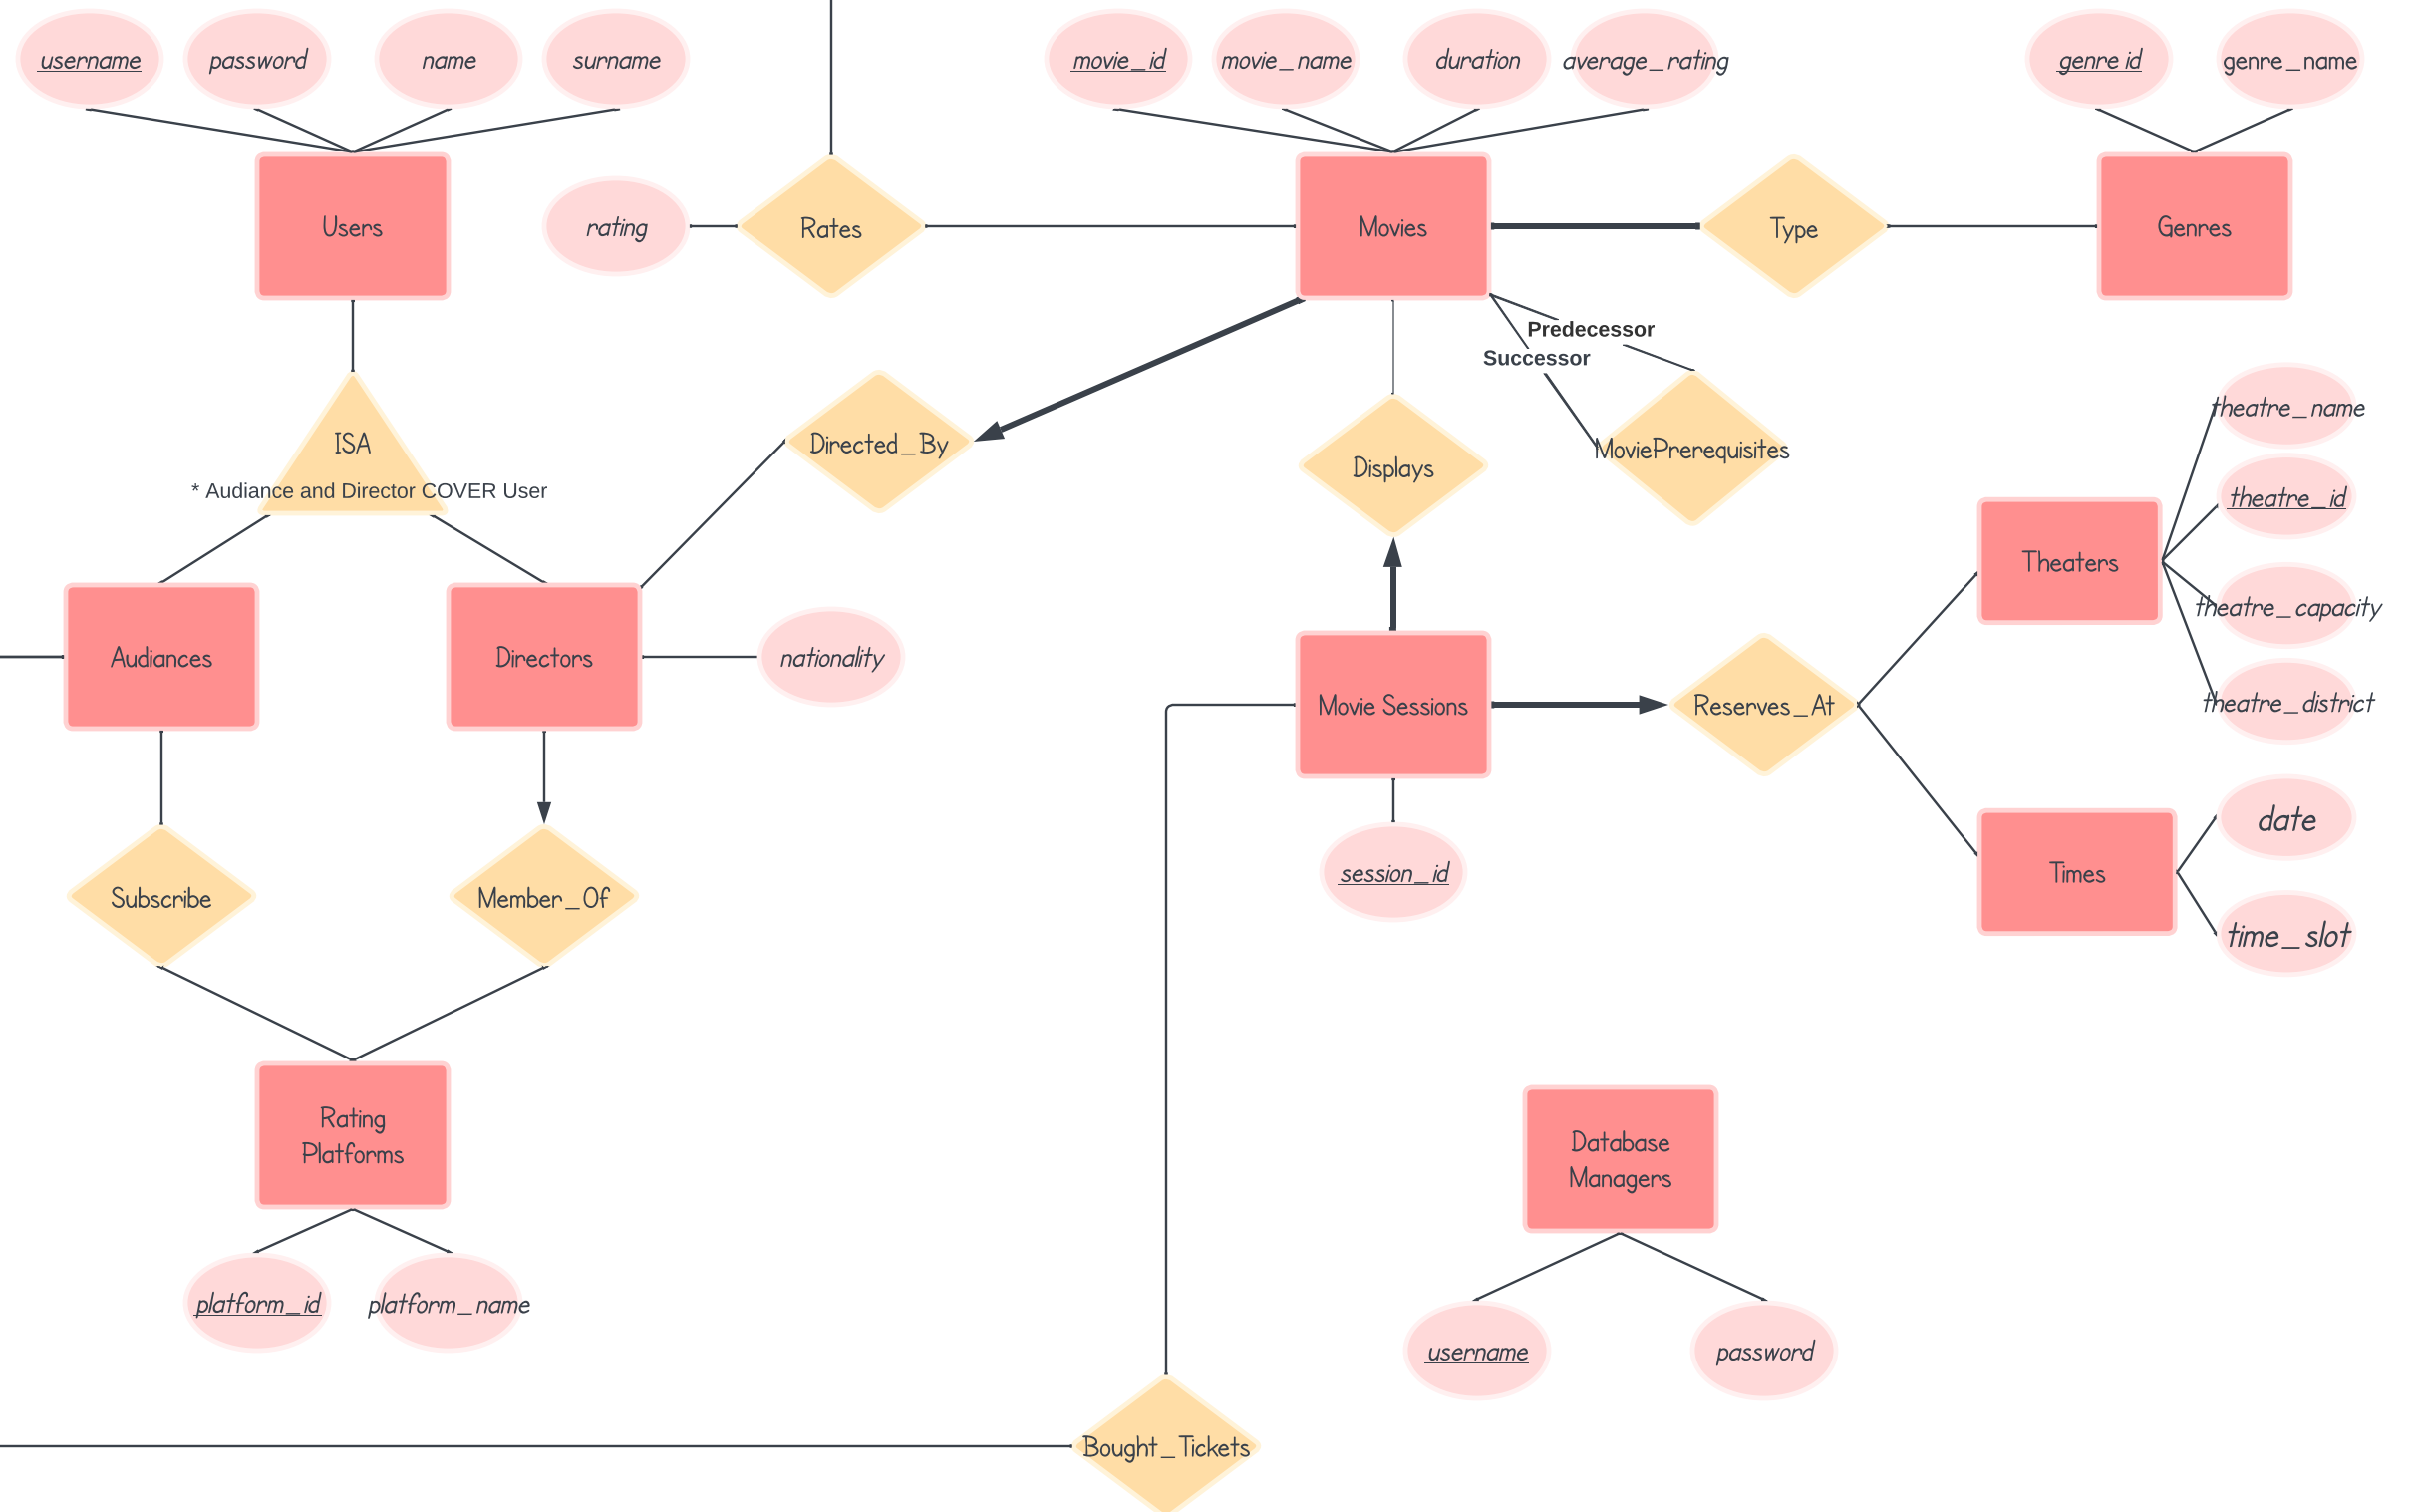 username
password
name
surname
movie_id
movie_name
duration
average_rating
genre id
genre_name
Users
rating
Rates
Movies
Type
Genres
Predecessor
Successor
ISA
* Audiance and Director COVER User
Directed_By
Displays
MoviePrerequisites
theatre_name
theatre_id
Theaters
theatre_capacity
theatre_district
Audiances
Directors
nationality
Movie Sessions
Reserves_At
date
Times
time_slot
session_id
Subscribe
Member_Of
Rating
Platforms
Database
Managers
platform_id
platform_name
username
password
Bought_Tickets